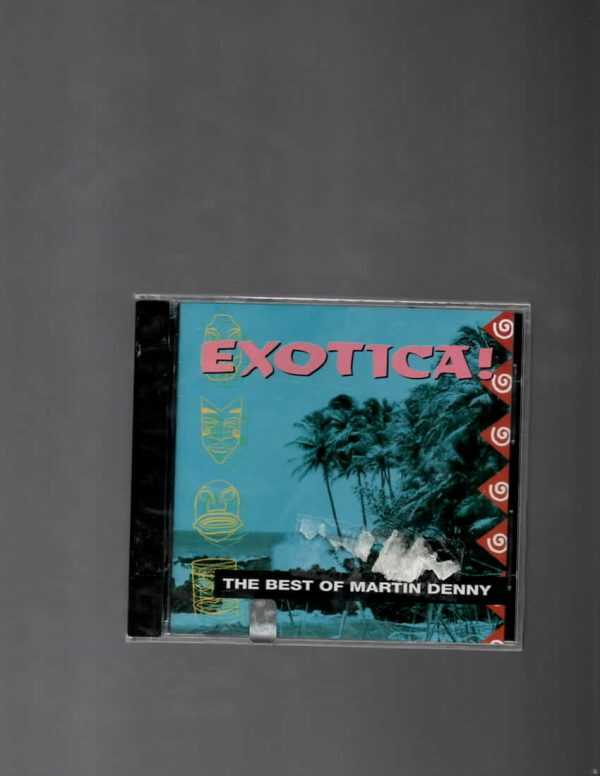 EXOTICA!
THE BEST OF MARTIN DENNY